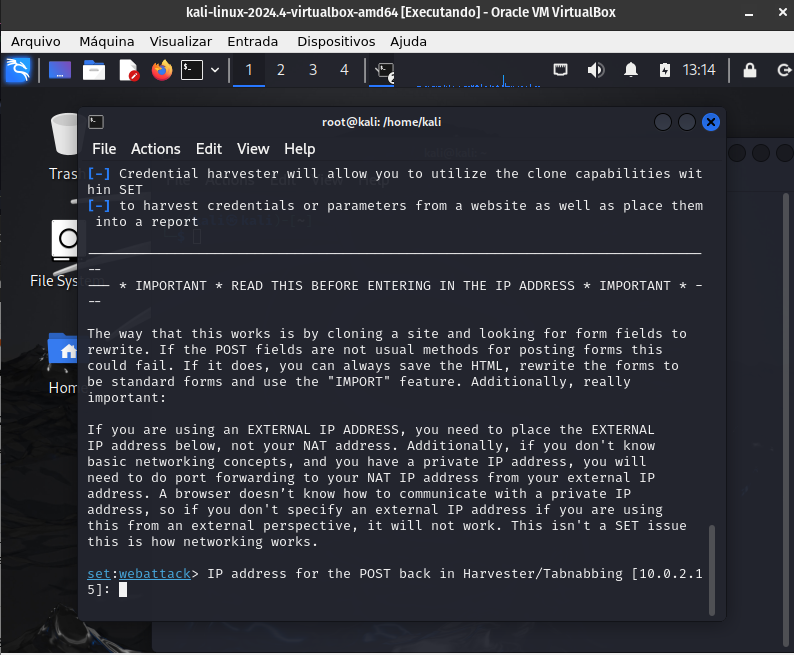 kali-linux-2024.4-virtualbox-amd64 [Executando] - Oracle VM VirtualBox
Arquivo Máquina Visualizar Entrada Dispositivos Ajuda
1 2 3 4 13:14
root@kali: /home/kali
File Actions Edit View Help
Tras
File Sys
Hom
[-] Credential harvester will allow you to utilize the clone capabilities wit
hin SET
[-] to harvest credentials or parameters from a website as well as place them
into a report
--
--- * IMPORTANT * READ THIS BEFORE ENTERING IN THE IP ADDRESS * IMPORTANT * -
--
The way that this works is by cloning a site and looking for form fields to
rewrite. If the POST fields are not usual methods for posting forms this
could fail. If it does, you can always save the HTML, rewrite the forms to
be standard forms and use the "IMPORT" feature. Additionally, really
important:
If you are using an EXTERNAL IP ADDRESS, you need to place the EXTERNAL
IP address below, not your NAT address. Additionally, if you don't know
basic networking concepts, and you have a private IP address, you will
need to do port forwarding to your NAT IP address from your external IP
address. A browser doesn't know how to communicate with a private IP
address, so if you don't specify an external IP address if you are using
this from an external perspective, it will not work. This isn't a SET issue
this is how networking works.
set:webattack> IP address for the POST back in Harvester/Tabnabbing [10.0.2.1
5]: